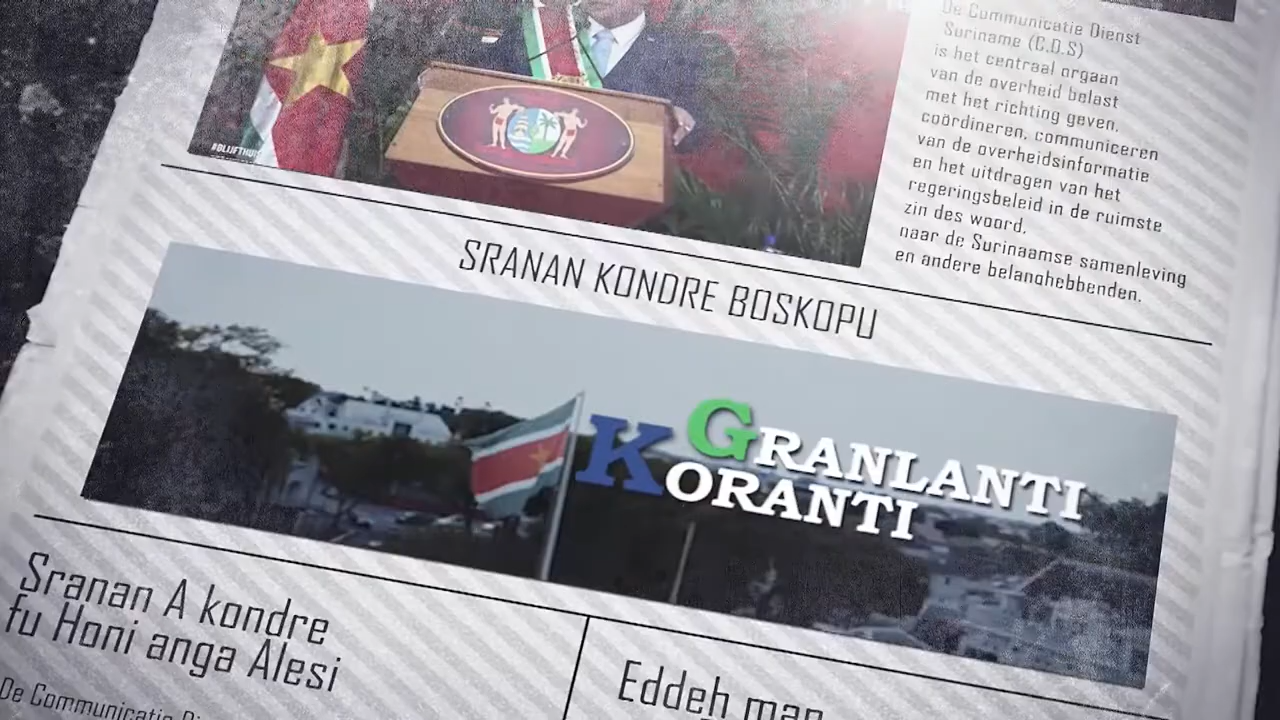 De Communicatie Dienst
Suriname (C.D.S)
is het centraal orgaan
van de overheid belast
met het richting geven,
coördineren, communiceren
van de overheidsinformatie
en het uitdragen van het
regeringsbeleid in de ruimste
zin des woord,
naar de Surinaamse samenleving
en andere belanghebbenden.
SRANAN KONDRE BOSKOPU
GRANLANTI
KORANTI
Sranan A kondre
fu Honi anga Alesi
De Communicatie
Eddeh man